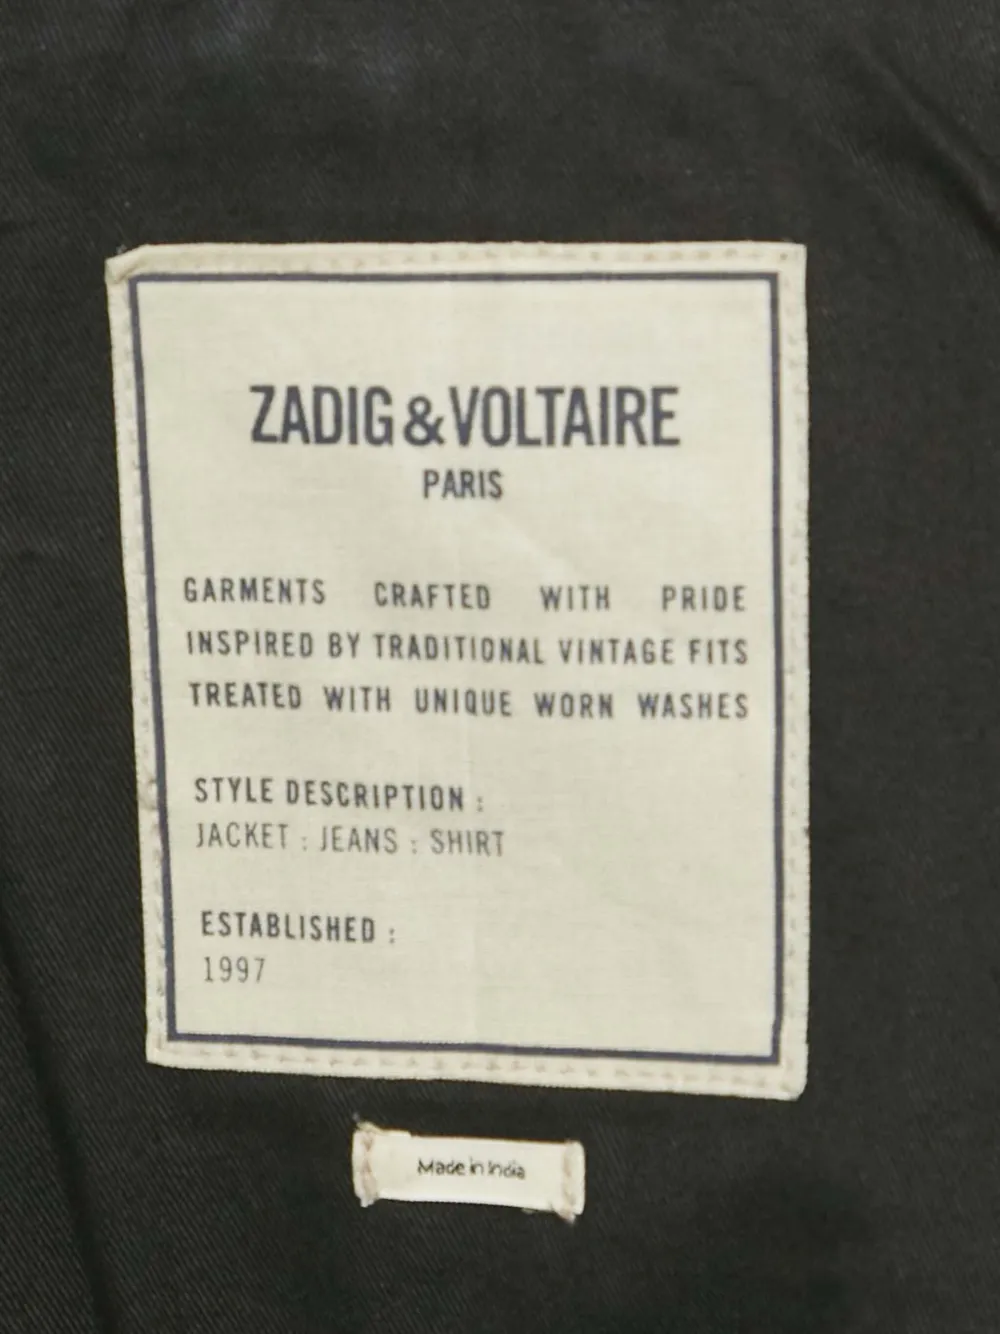 ZADIG & VOLTAIRE
PARIS
GARMENTS CRAFTED WITH PRIDE
INSPIRED BY TRADITIONAL VINTAGE FITS
TREATED WITH UNIQUE WORN WASHES
STYLE DESCRIPTION :
JACKET : JEANS : SHIRT
ESTABLISHED :
1997
Made in India